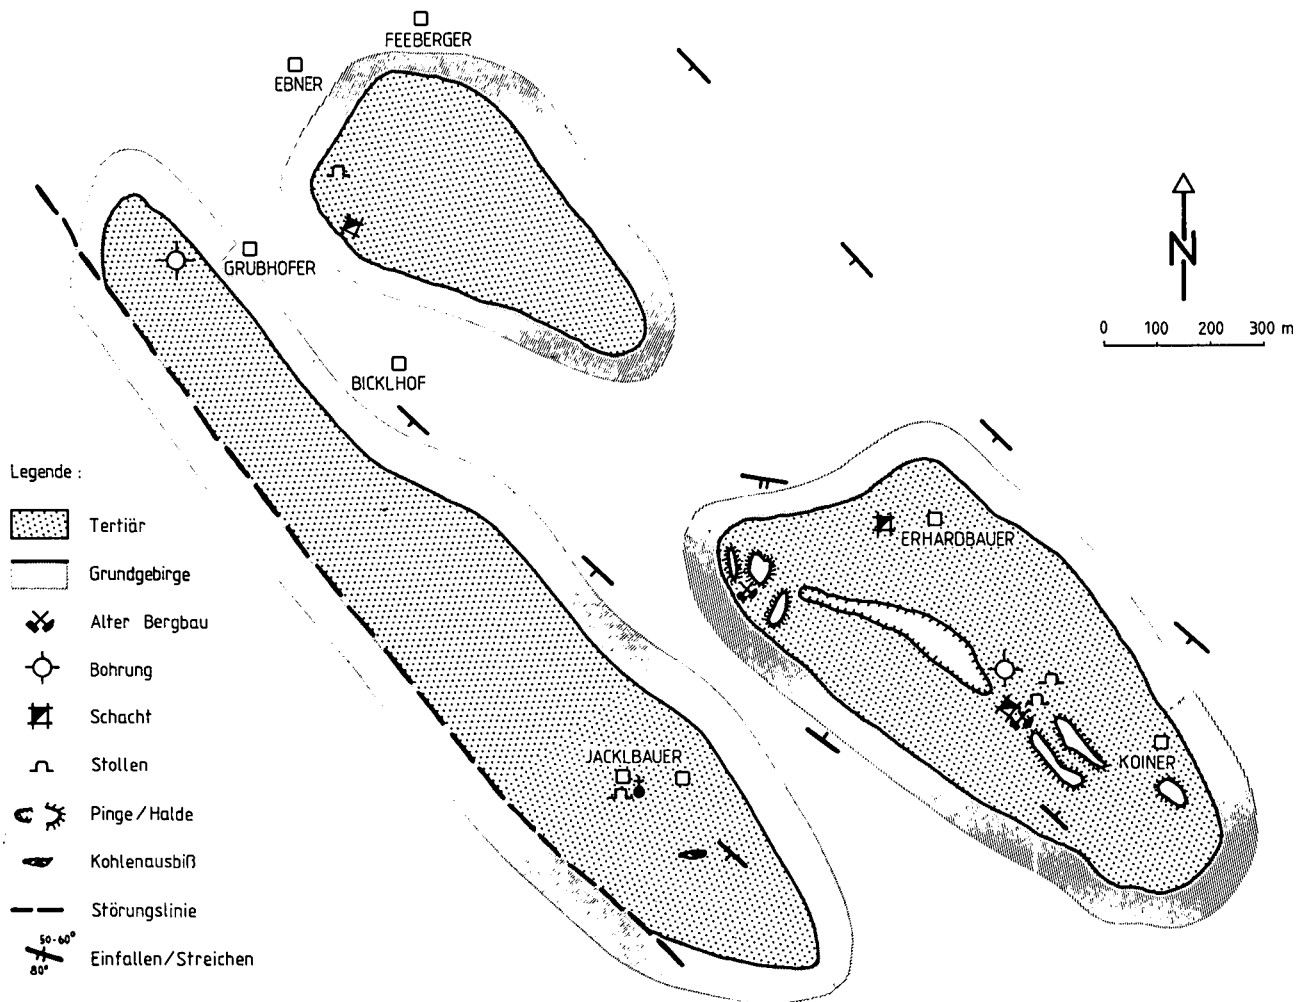 FEEBERGER
EBNER
GRUBHOFER
N
0 100 200 300 m
BICKLHOF
Legende :
Tertiär
Grundgebirge
Alter Bergbau
Bohrung
Schacht
Stollen
Pinge/Halde
Kohlenausbiß
Störungslinie
50-60°
80°
Einfallen/Streichen
ERHARDBAUER
JACKLBAUER
KOINER